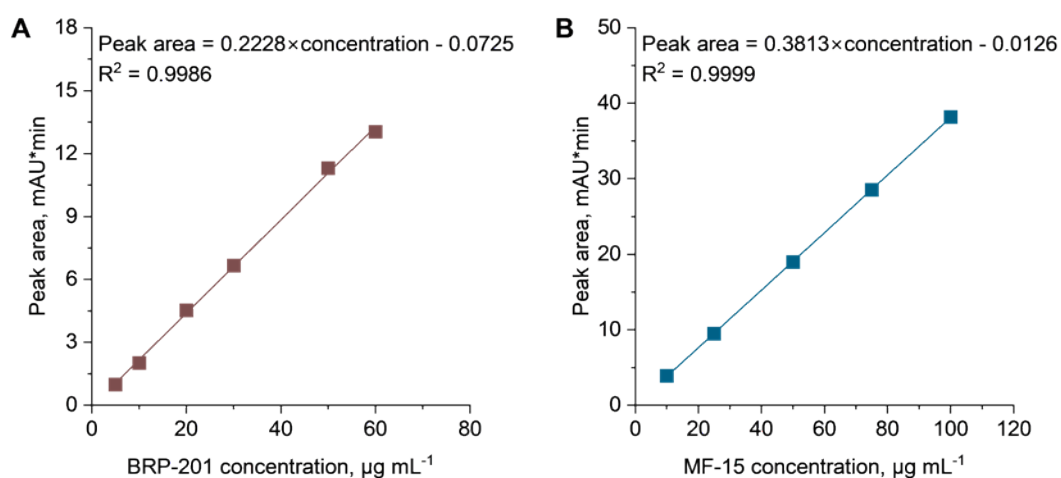 A
Peak area = 0.2228×concentration - 0.0725
R² = 0.9986
18
15
12
9
6
3
0
Peak area, mAU*min
0 20 40 60 80
BRP-201 concentration, µg mL⁻¹
B
Peak area = 0.3813×concentration - 0.0126
R² = 0.9999
50
40
30
20
10
0
Peak area, mAU*min
0 20 40 60 80 100 120
MF-15 concentration, µg mL⁻¹